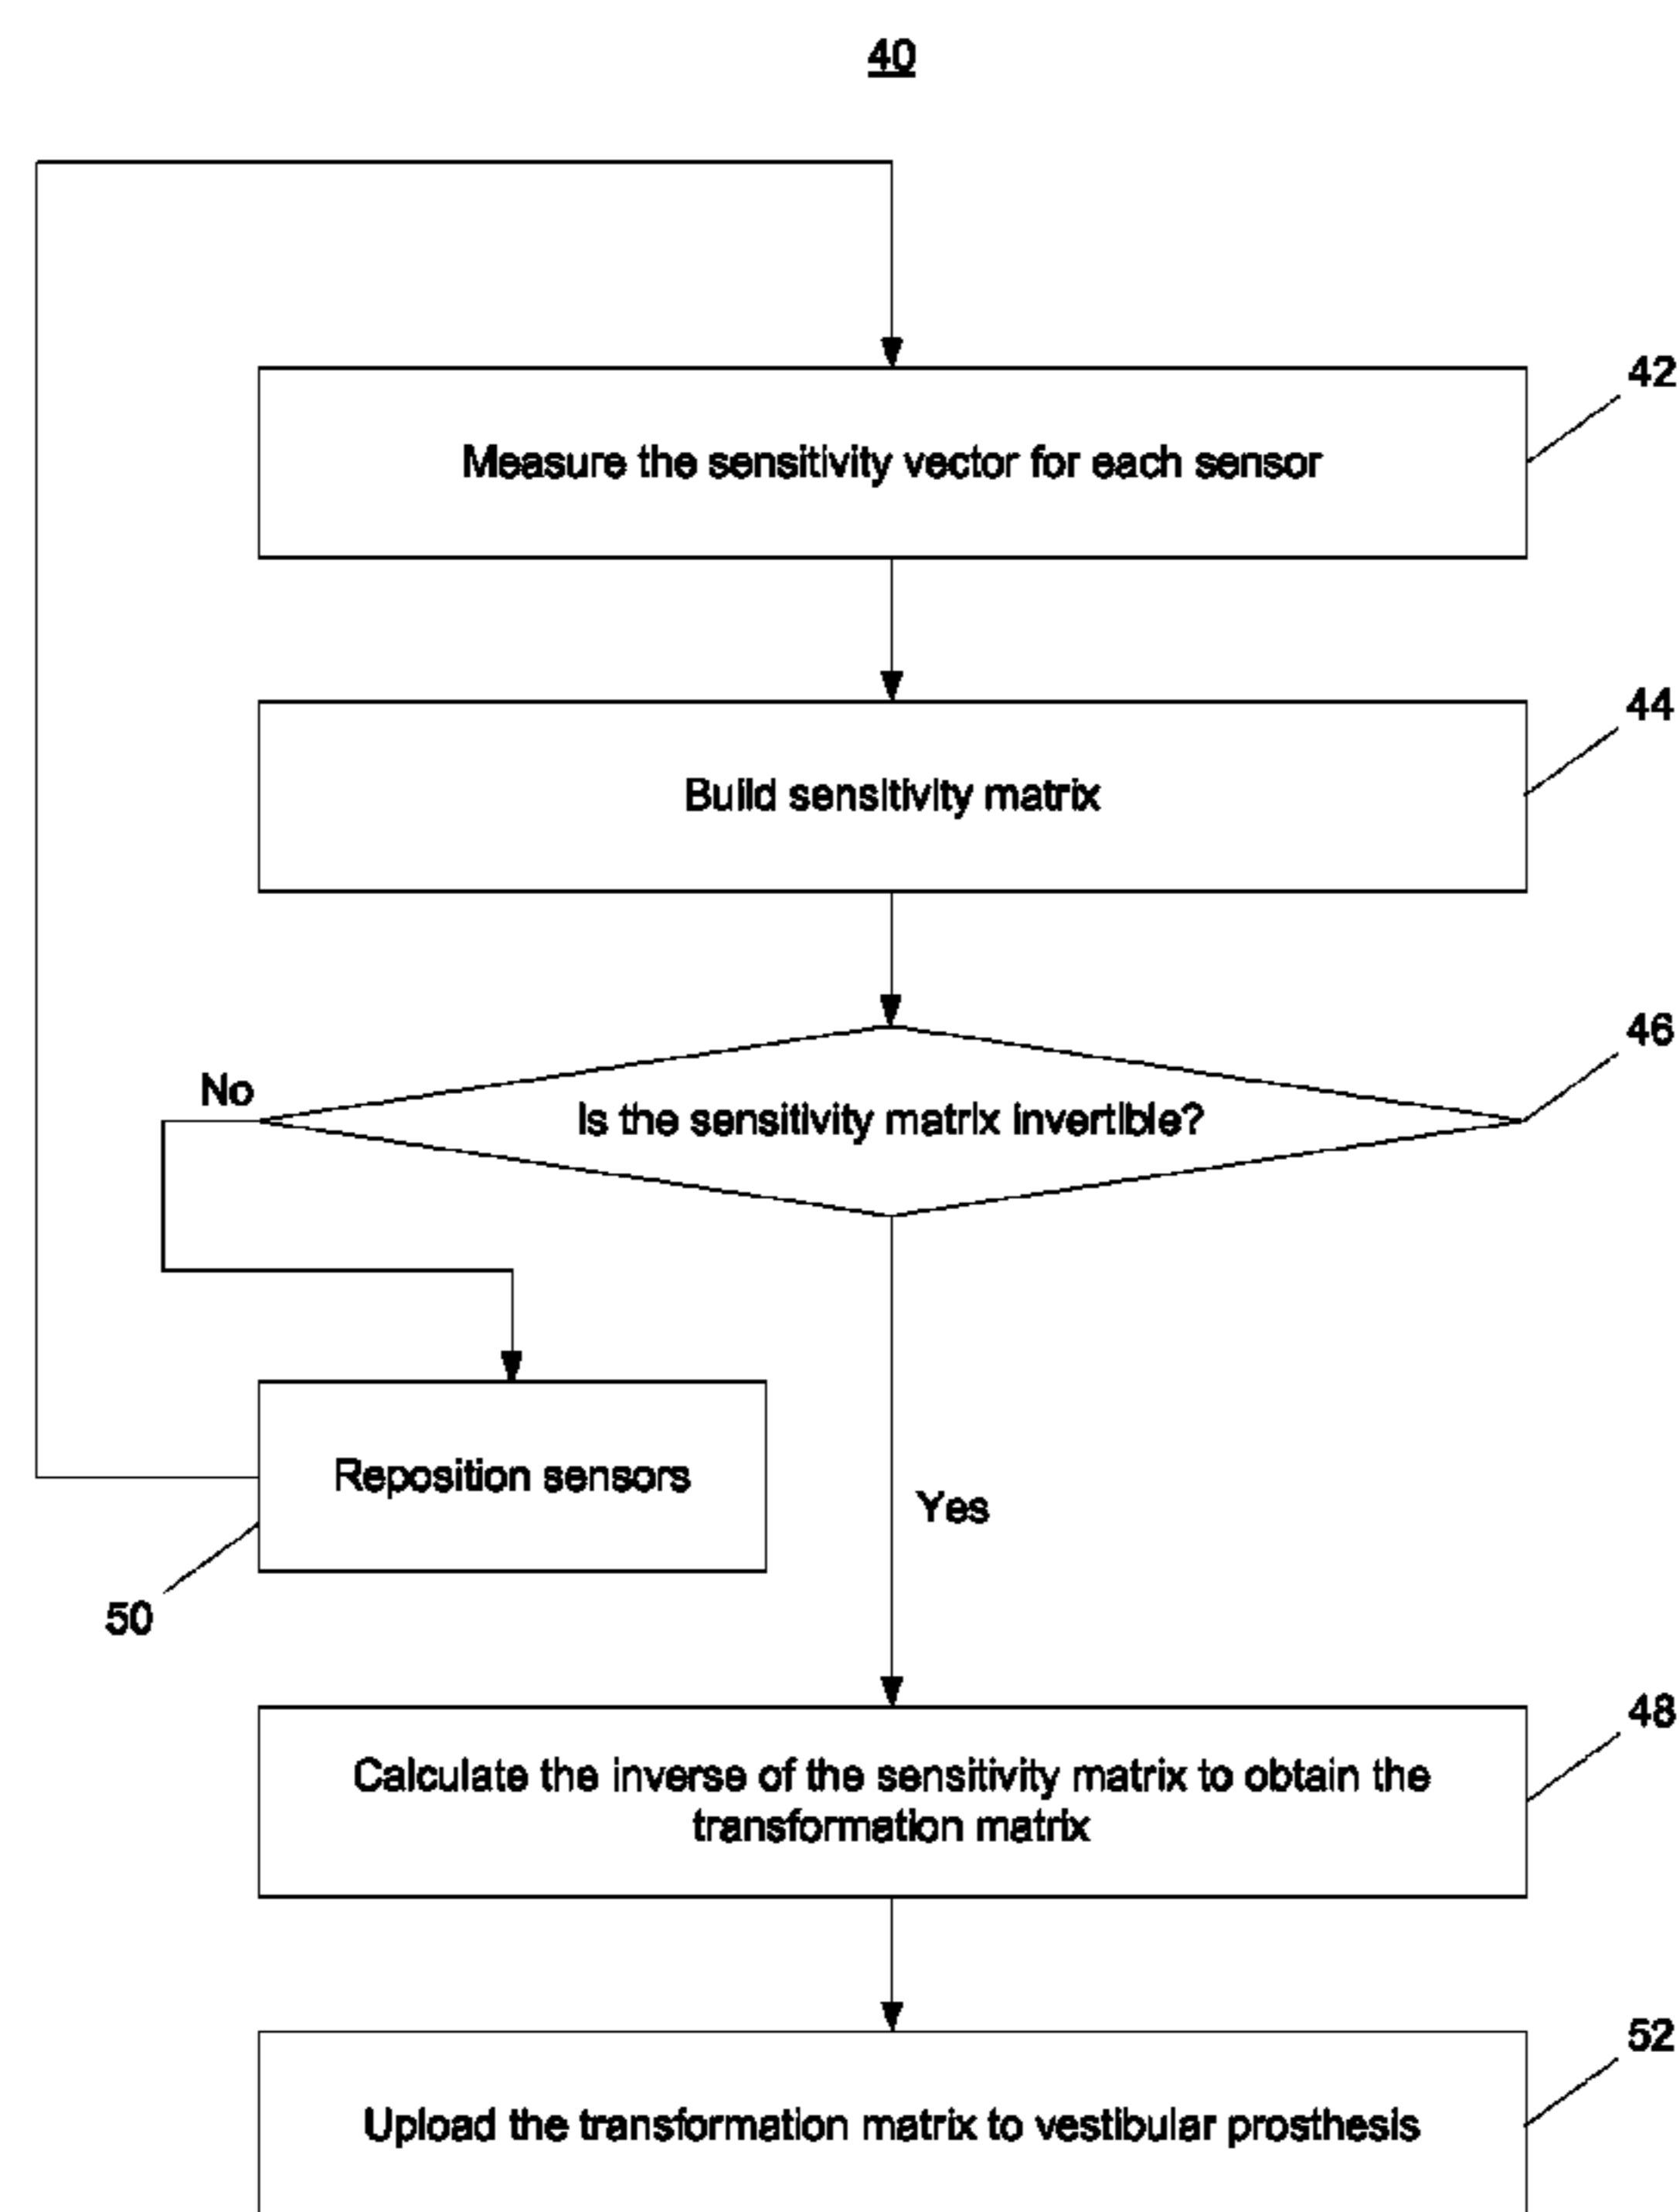 40
42
Measure the sensitivity vector for each sensor
44
Build sensitivity matrix
46
No
Is the sensitivity matrix invertible?
Reposition sensors
Yes
50
48
Calculate the inverse of the sensitivity matrix to obtain the
transformation matrix
52
Upload the transformation matrix to vestibular prosthesis